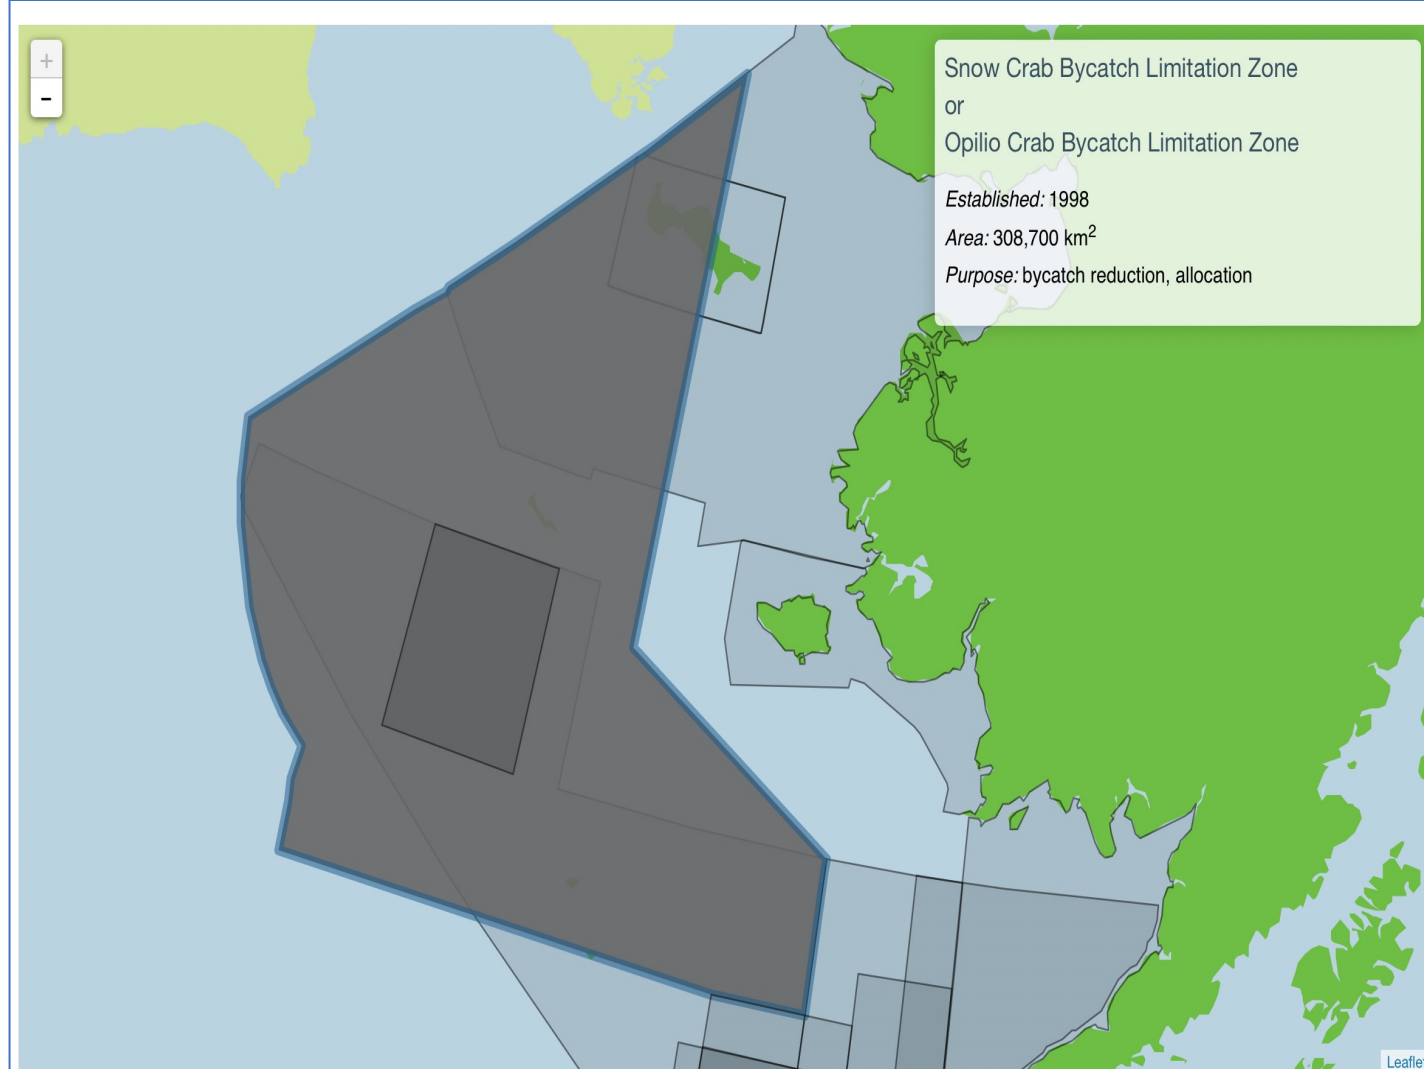 +
-
Snow Crab Bycatch Limitation Zone
or
Opilio Crab Bycatch Limitation Zone
Established: 1998
Area: 308,700 km²
Purpose: bycatch reduction, allocation
Leafle